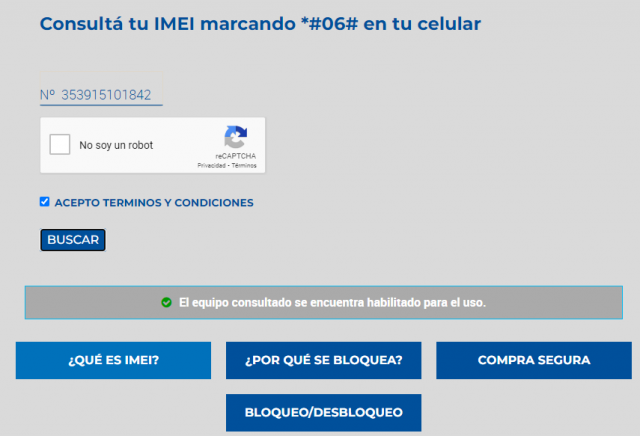 Consultá tu IMEI marcando *#06# en tu celular
Nº 353915101842
No soy un robot
reCAPTCHA
Privacidad - Términos
ACEPTO TERMINOS Y CONDICIONES
BUSCAR
El equipo consultado se encuentra habilitado para el uso.
¿QUÉ ES IMEI?
¿POR QUÉ SE BLOQUEA?
COMPRA SEGURA
BLOQUEO/DESBLOQUEO